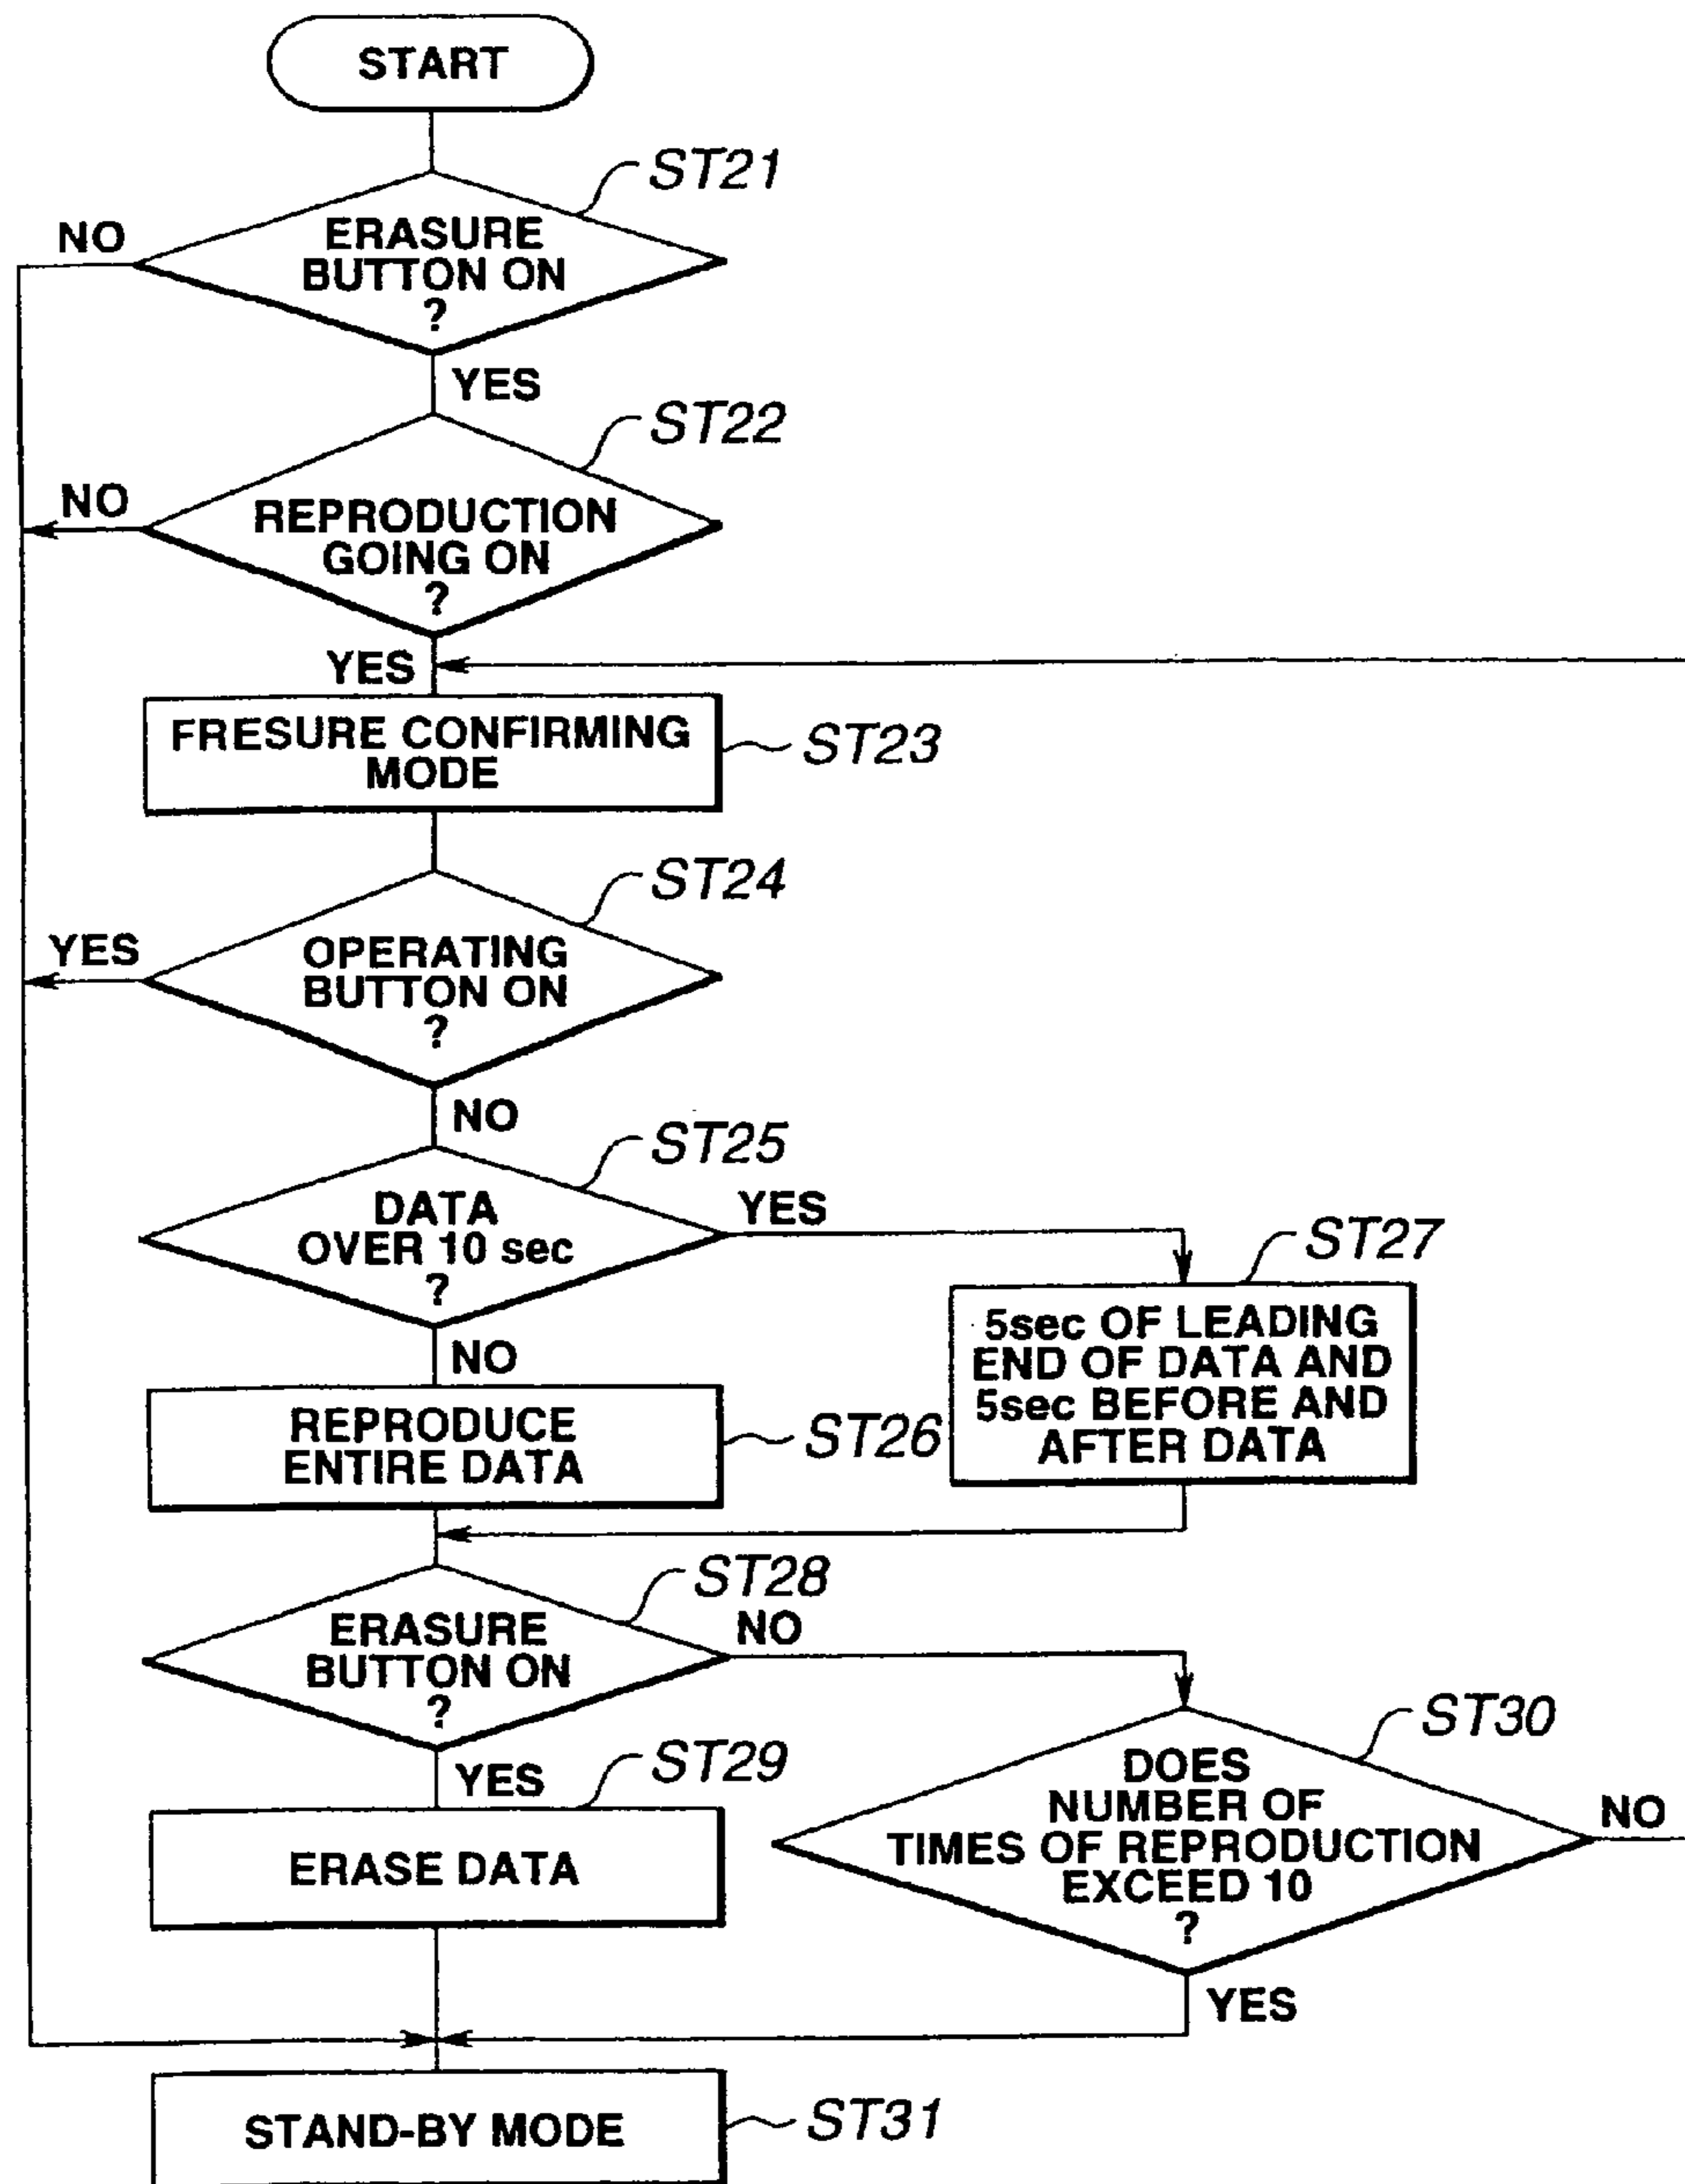 START
ST21
NO
ERASURE
BUTTON ON
?
YES
ST22
NO
REPRODUCTION
GOING ON
?
YES
FRESURE CONFIRMING
MODE
ST23
ST24
YES
OPERATING
BUTTON ON
?
NO
ST25
DATA
OVER 10 sec
?
YES
ST27
5sec OF LEADING
END OF DATA AND
5sec BEFORE AND
AFTER DATA
NO
REPRODUCE
ENTIRE DATA
ST26
ST28
ERASURE
BUTTON ON
?
NO
ST30
DOES
NUMBER OF
TIMES OF REPRODUCTION
EXCEED 10
?
NO
YES
ST29
YES
ERASE DATA
STAND-BY MODE
ST31